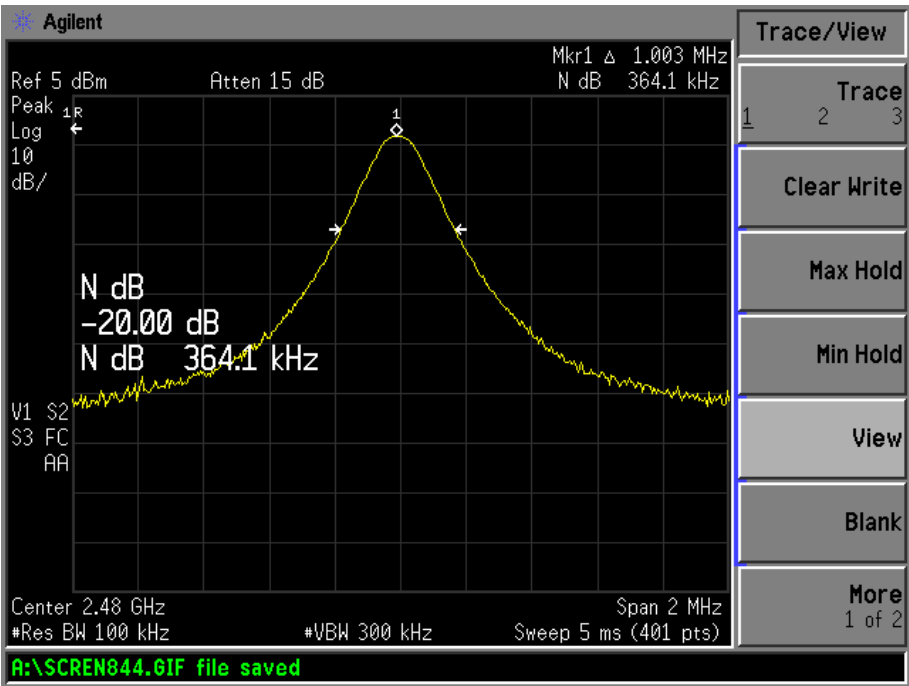 Agilent
Trace/View
Mkr1 Δ 1.003 MHz
Ref 5 dBm Atten 15 dB N dB 364.1 kHz
Peak
Log
10
dB/
1R
1
N dB
-20.00 dB
N dB 364.1 kHz
V1 S2
S3 FC
AA
Center 2.48 GHz Span 2 MHz
#Res BW 100 kHz #VBW 300 kHz Sweep 5 ms (401 pts)
Trace
1 2 3
Clear Write
Max Hold
Min Hold
View
Blank
More
1 of 2
A:\SCREN844.GIF file saved